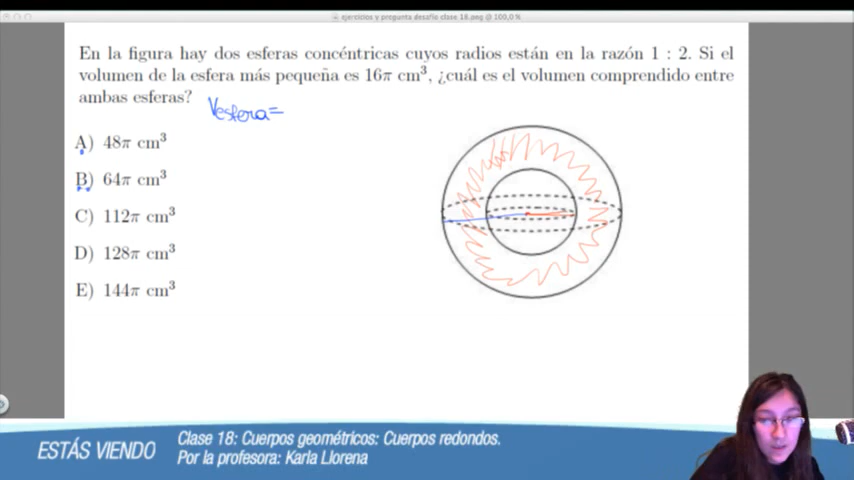 ejercicios y pregunta desafio clase 18.png @ 100,0%
En la figura hay dos esferas concéntricas cuyos radios están en la razón 1 : 2. Si el
volumen de la esfera más pequeña es 16π cm³, ¿cuál es el volumen comprendido entre
ambas esferas?
Vesfera=
A) 48π cm³
B) 64π cm³
C) 112π cm³
D) 128π cm³
E) 144π cm³
ESTÁS VIENDO
Clase 18: Cuerpos geométricos: Cuerpos redondos.
Por la profesora: Karla Llorena